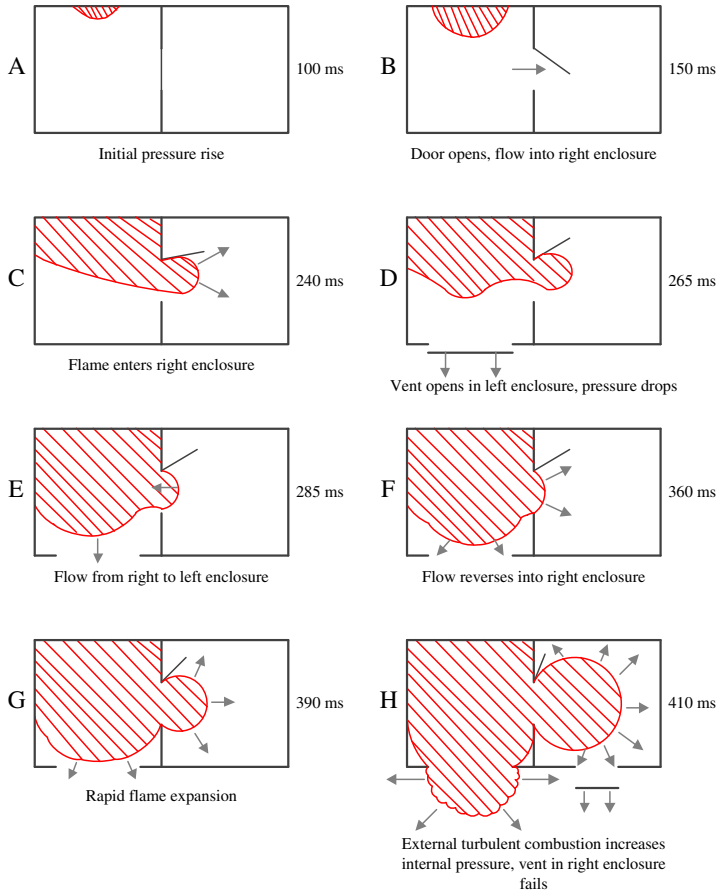 A
100 ms
Initial pressure rise
B
150 ms
Door opens, flow into right enclosure
C
240 ms
Flame enters right enclosure
D
265 ms
Vent opens in left enclosure, pressure drops
E
285 ms
Flow from right to left enclosure
F
360 ms
Flow reverses into right enclosure
G
390 ms
Rapid flame expansion
H
410 ms
External turbulent combustion increases
internal pressure, vent in right enclosure
fails